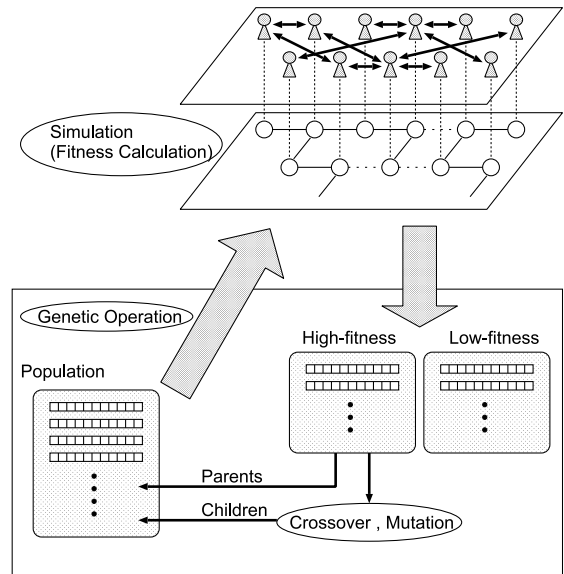 Simulation
(Fitness Calculation)
Genetic Operation
High-fitness
Low-fitness
Population
Parents
Children
Crossover , Mutation